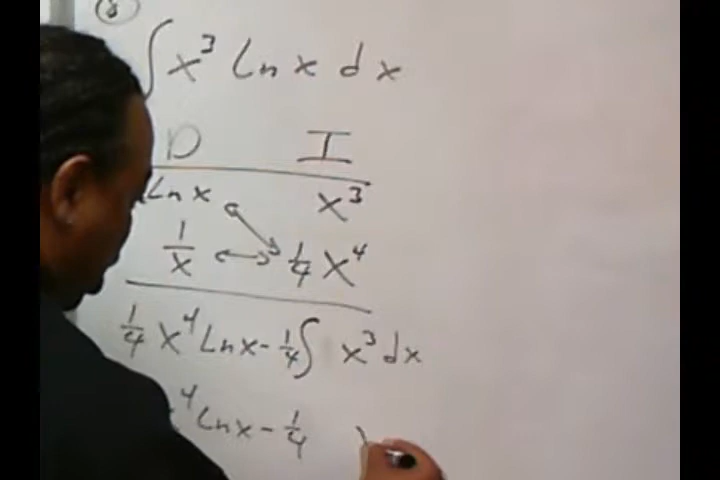 8
∫ x³ ln x dx
D I
ln x x³
1/x 1/4 x⁴
1/4 x⁴ ln x - 1/4 ∫ x³ dx
⁴ ln x - 1/4